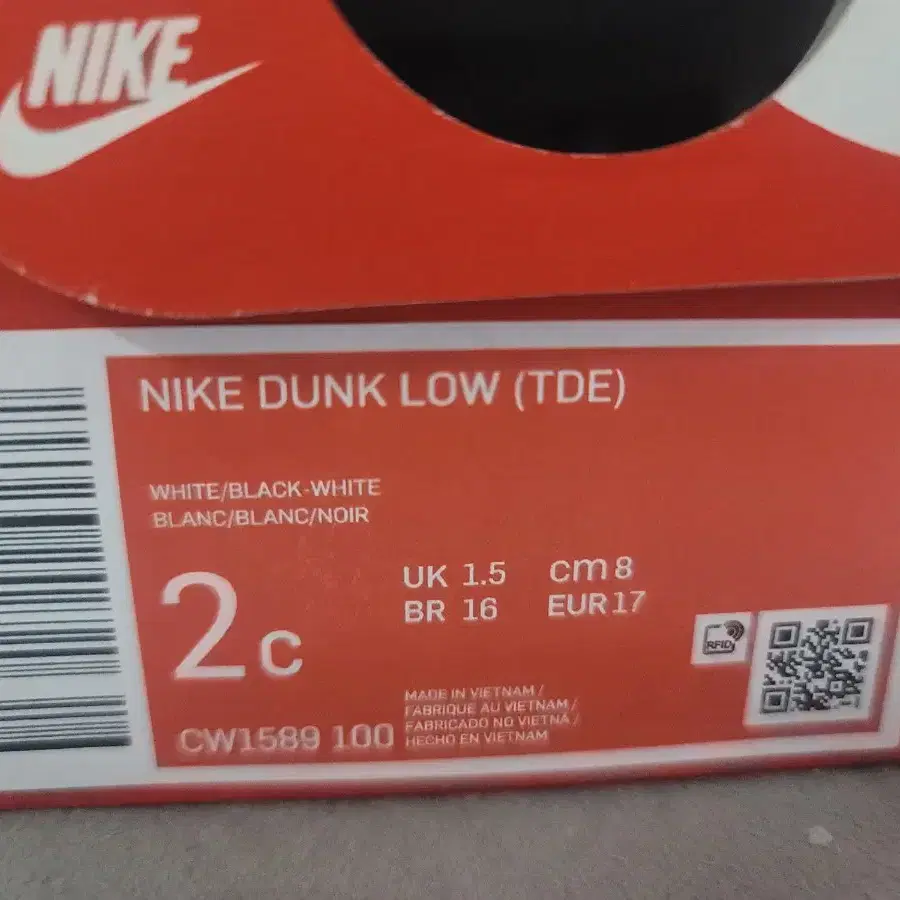 NIKE
NIKE DUNK LOW (TDE)
WHITE/BLACK-WHITE
BLANC/BLANC/NOIR
2C
UK 1.5 cm 8
BR 16 EUR 17
RFID
MADE IN VIETNAM /
FABRIQUE AU VIETNAM /
FABRICADO NO VIETNÃ /
HECHO EN VIETNAM
CW1589 100